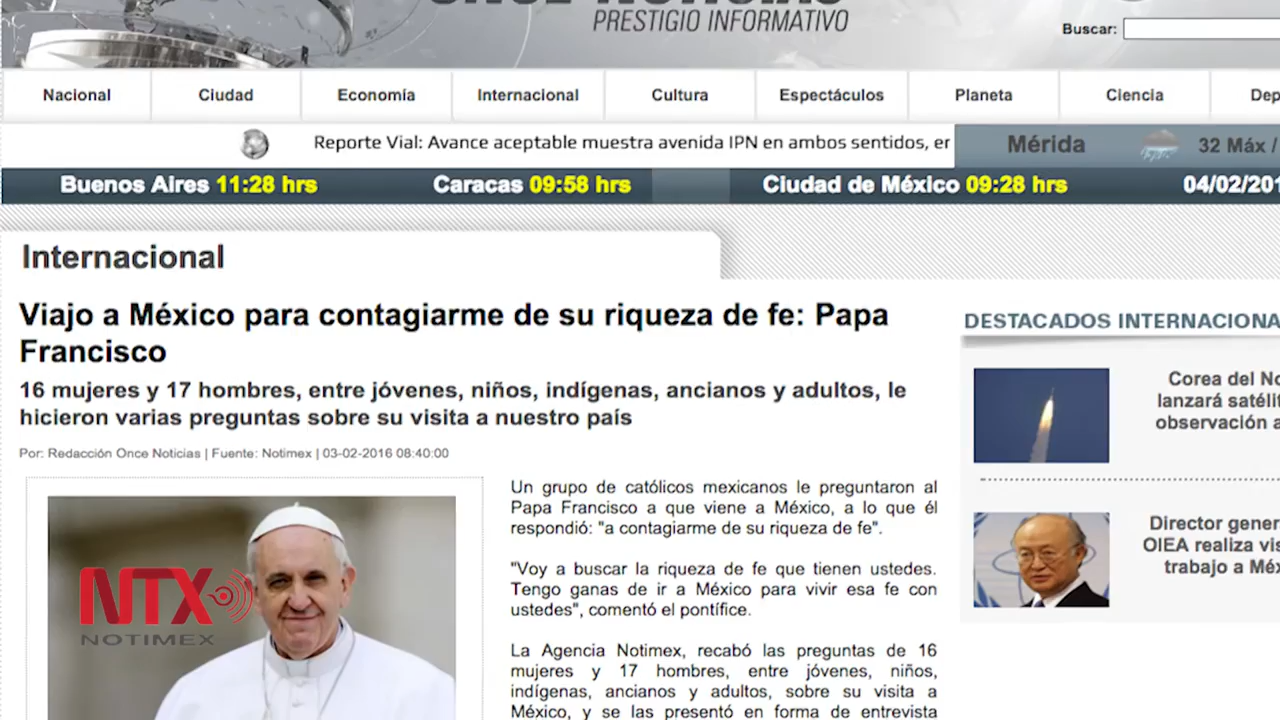 ONCE NOTICIAS
PRESTIGIO INFORMATIVO
Buscar:
Nacional
Ciudad
Economía
Internacional
Cultura
Espectáculos
Planeta
Ciencia
Dep
Reporte Vial: Avance aceptable muestra avenida IPN en ambos sentidos, en
Mérida
32 Máx /
Buenos Aires 11:28 hrs
Caracas 09:58 hrs
Ciudad de México 09:28 hrs
04/02/201
Internacional
Viajo a México para contagiarme de su riqueza de fe: Papa
Francisco
16 mujeres y 17 hombres, entre jóvenes, niños, indígenas, ancianos y adultos, le
hicieron varias preguntas sobre su visita a nuestro país
Por: Redacción Once Noticias | Fuente: Notimex | 03-02-2016 08:40:00
NTX
NOTIMEX
Un grupo de católicos mexicanos le preguntaron al
Papa Francisco a que viene a México, a lo que él
respondió: "a contagiarme de su riqueza de fe".
"Voy a buscar la riqueza de fe que tienen ustedes.
Tengo ganas de ir a México para vivir esa fe con
ustedes", comentó el pontífice.
La Agencia Notimex, recabó las preguntas de 16
mujeres y 17 hombres, entre jóvenes, niños,
indígenas, ancianos y adultos, sobre su visita a
México, y se las presentó en forma de entrevista
DESTACADOS INTERNACIONA
Corea del No
lanzará satélit
observación a
Director gener
OIEA realiza vis
trabajo a Méx